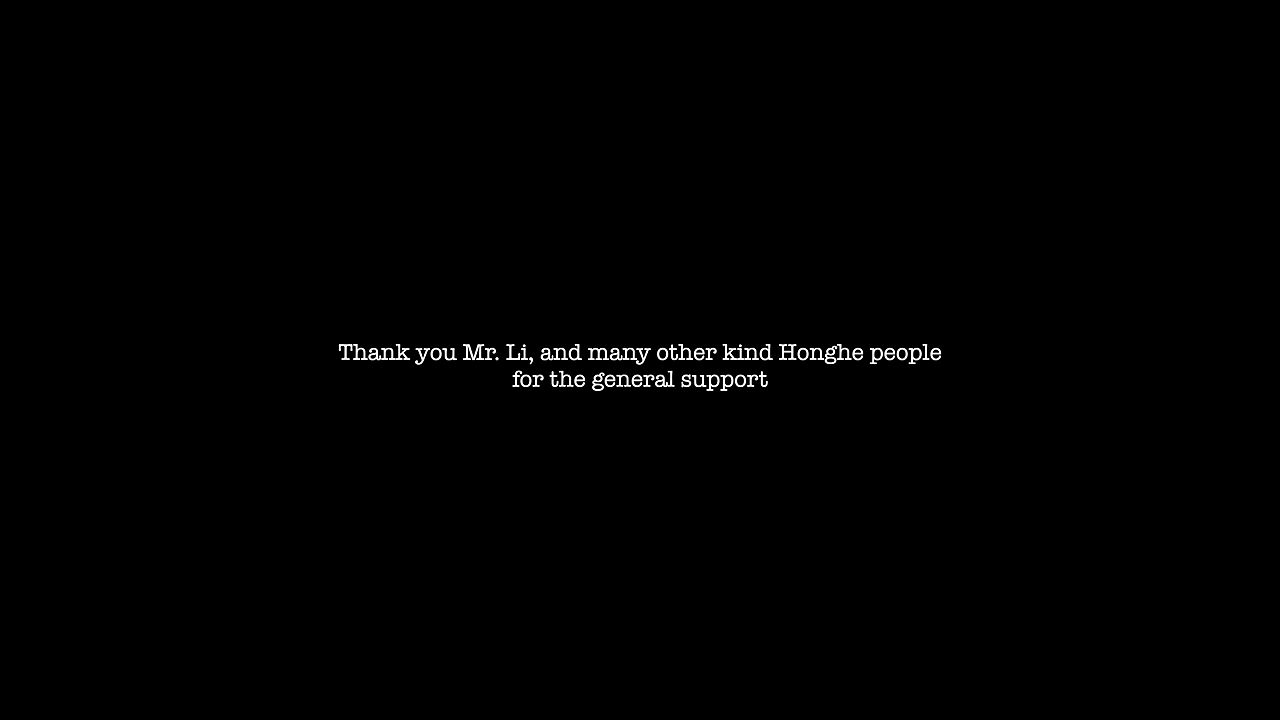 Thank you Mr. Li, and many other kind Honghe people
for the general support